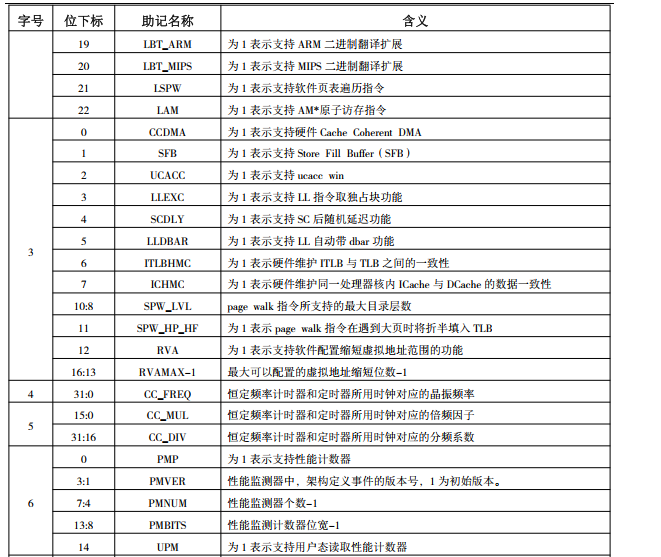 字号 位下标 助记名称 含义
19 LBT_ARM 为 1 表示支持 ARM 二进制翻译扩展
20 LBT_MIPS 为 1 表示支持 MIPS 二进制翻译扩展
21 LSPW 为 1 表示支持软件页表遍历指令
22 LAM 为 1 表示支持 AM*原子访存指令
3
0 CCDMA 为 1 表示支持硬件 Cache Coherent DMA
1 SFB 为 1 表示支持 Store Fill Buffer（SFB）
2 UCACC 为 1 表示支持 ucacc win
3 LLEXC 为 1 表示支持 LL 指令取独占块功能
4 SCDLY 为 1 表示支持 SC 后随机延迟功能
5 LLDBAR 为 1 表示支持 LL 自动带 dbar 功能
6 ITLBHMC 为 1 表示硬件维护 ITLB 与 TLB 之间的一致性
7 ICHMC 为 1 表示硬件维护同一处理器核内 ICache 与 DCache 的数据一致性
10:8 SPW_LVL page walk 指令所支持的最大目录层数
11 SPW_HP_HF 为 1 表示 page walk 指令在遇到大页时将折半填入 TLB
12 RVA 为 1 表示支持软件配置缩短虚拟地址范围的功能
16:13 RVAMAX-1 最大可以配置的虚拟地址缩短位数-1
4 31:0 CC_FREQ 恒定频率计时器和定时器所用时钟对应的晶振频率
5
15:0 CC_MUL 恒定频率计时器和定时器所用时钟对应的倍频因子
31:16 CC_DIV 恒定频率计时器和定时器所用时钟对应的分频系数
6
0 PMP 为 1 表示支持性能计数器
3:1 PMVER 性能监测器中，架构定义事件的版本号，1 为初始版本。
7:4 PMNUM 性能监测器个数-1
13:8 PMBITS 性能监测计数器位宽-1
14 UPM 为 1 表示支持用户态读取性能计数器